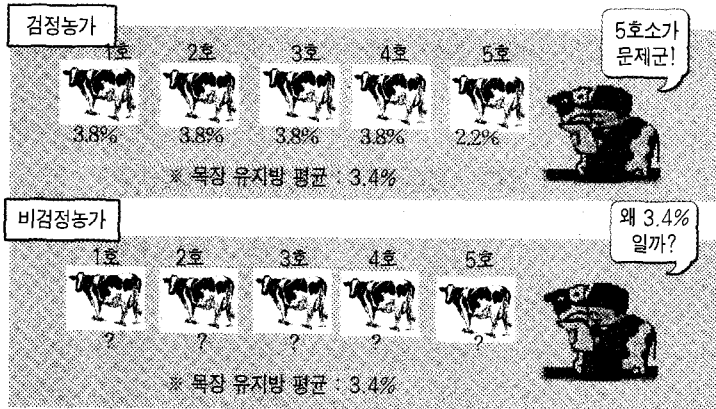 검정농가
5호소가
문제군!
1호 2호 3호 4호 5호
3.8% 3.8% 3.8% 3.8% 2.2%
※ 목장 유지방 평균 : 3.4%
비검정농가
왜 3.4%
일까?
1호 2호 3호 4호 5호
? ? ? ? ?
※ 목장 유지방 평균 : 3.4%